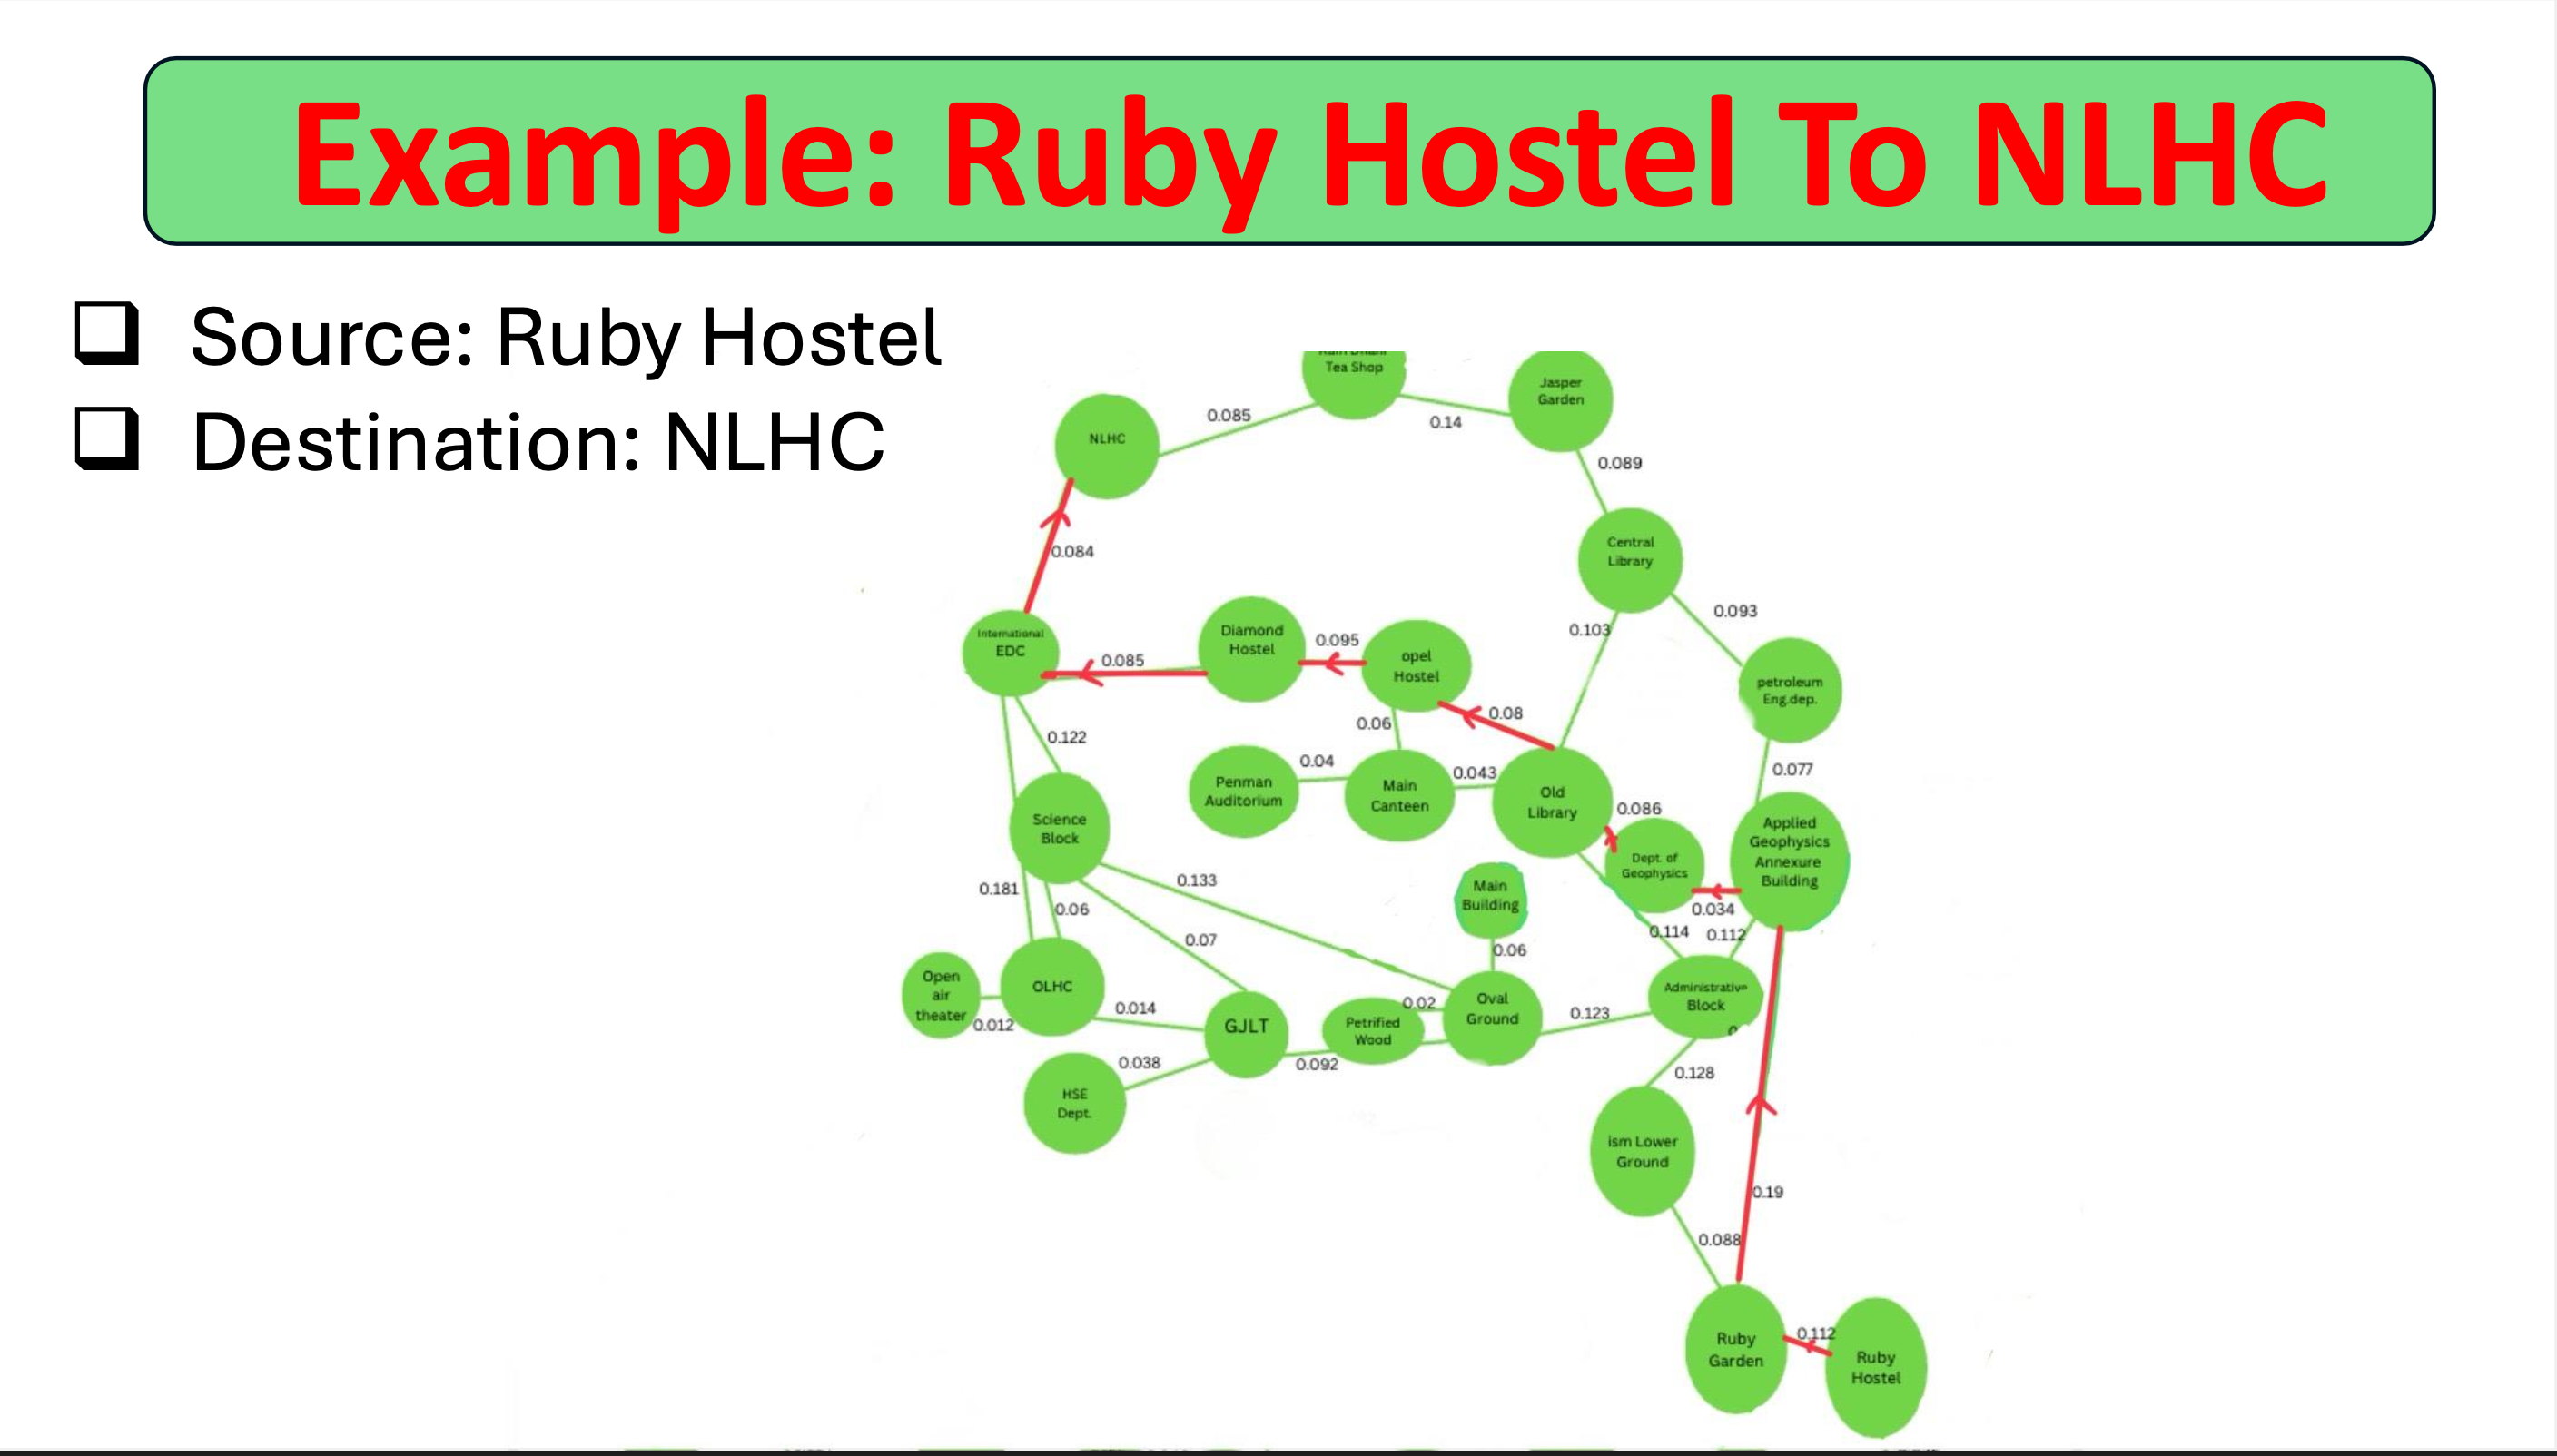 Example: Ruby Hostel To NLHC
Source: Ruby Hostel
Destination: NLHC
Tea Shop
Jasper
Garden
0.085
0.14
NLHC
0.089
Central
Library
0.084
0.093
0.103
International
EDC
Diamond
Hostel
0.095
opel
Hostel
0.085
petroleum
Eng.dep.
0.08
0.06
0.122
0.04
0.043
0.077
Penman
Auditorium
Main
Canteen
Old
Library
0.086
Science
Block
Applied
Geophysics
Annexure
Building
Dept. of
Geophysics
0.133
0.181
Main
Building
0.034
0.06
0.114
0.112
0.07
0.06
Open
air
theater
OLHC
Administrative
Block
0.014
0.02
Oval
Ground
0.123
0.012
GJLT
Petrified
Wood
0.038
0.092
0.128
HSE
Dept.
ism Lower
Ground
0.19
0.088
0.112
Ruby
Garden
Ruby
Hostel